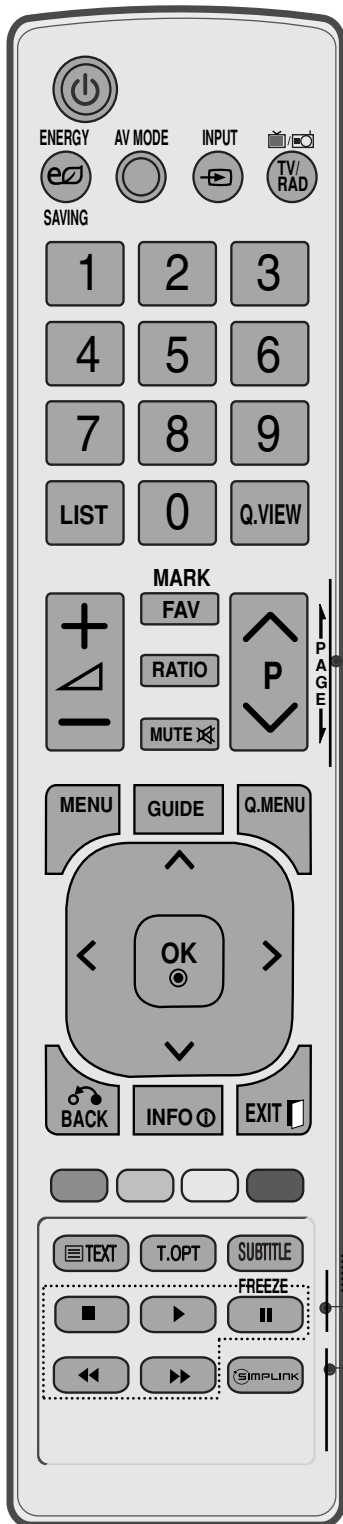 ENERGY AV MODE INPUT
TV/
RAD
SAVING
1 2 3
4 5 6
7 8 9
LIST 0 Q.VIEW
MARK
FAV
RATIO
P
PAGE
MUTE
MENU GUIDE Q.MENU
OK
BACK INFO EXIT
TEXT T.OPT SUBTITLE
FREEZE
SIMPLINK